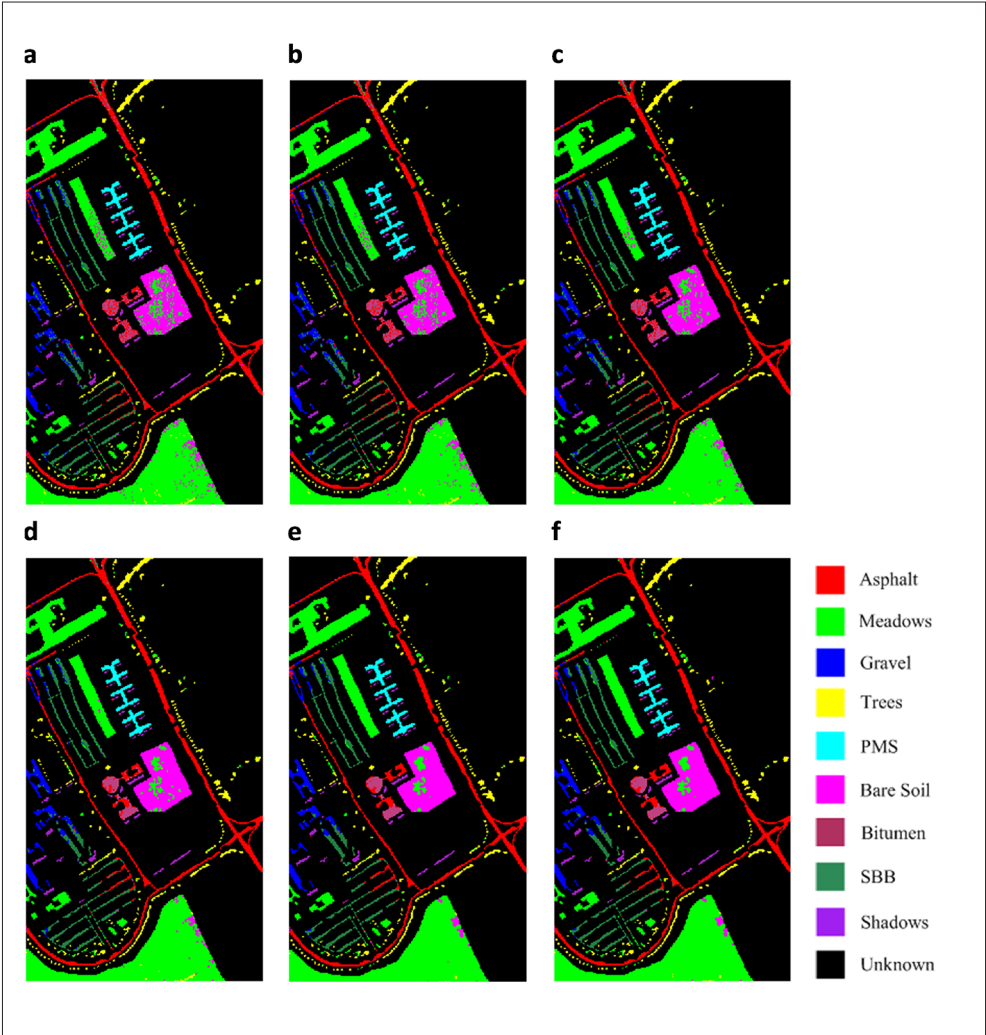 a
b
c
d
e
f
Asphalt
Meadows
Gravel
Trees
PMS
Bare Soil
Bitumen
SBB
Shadows
Unknown